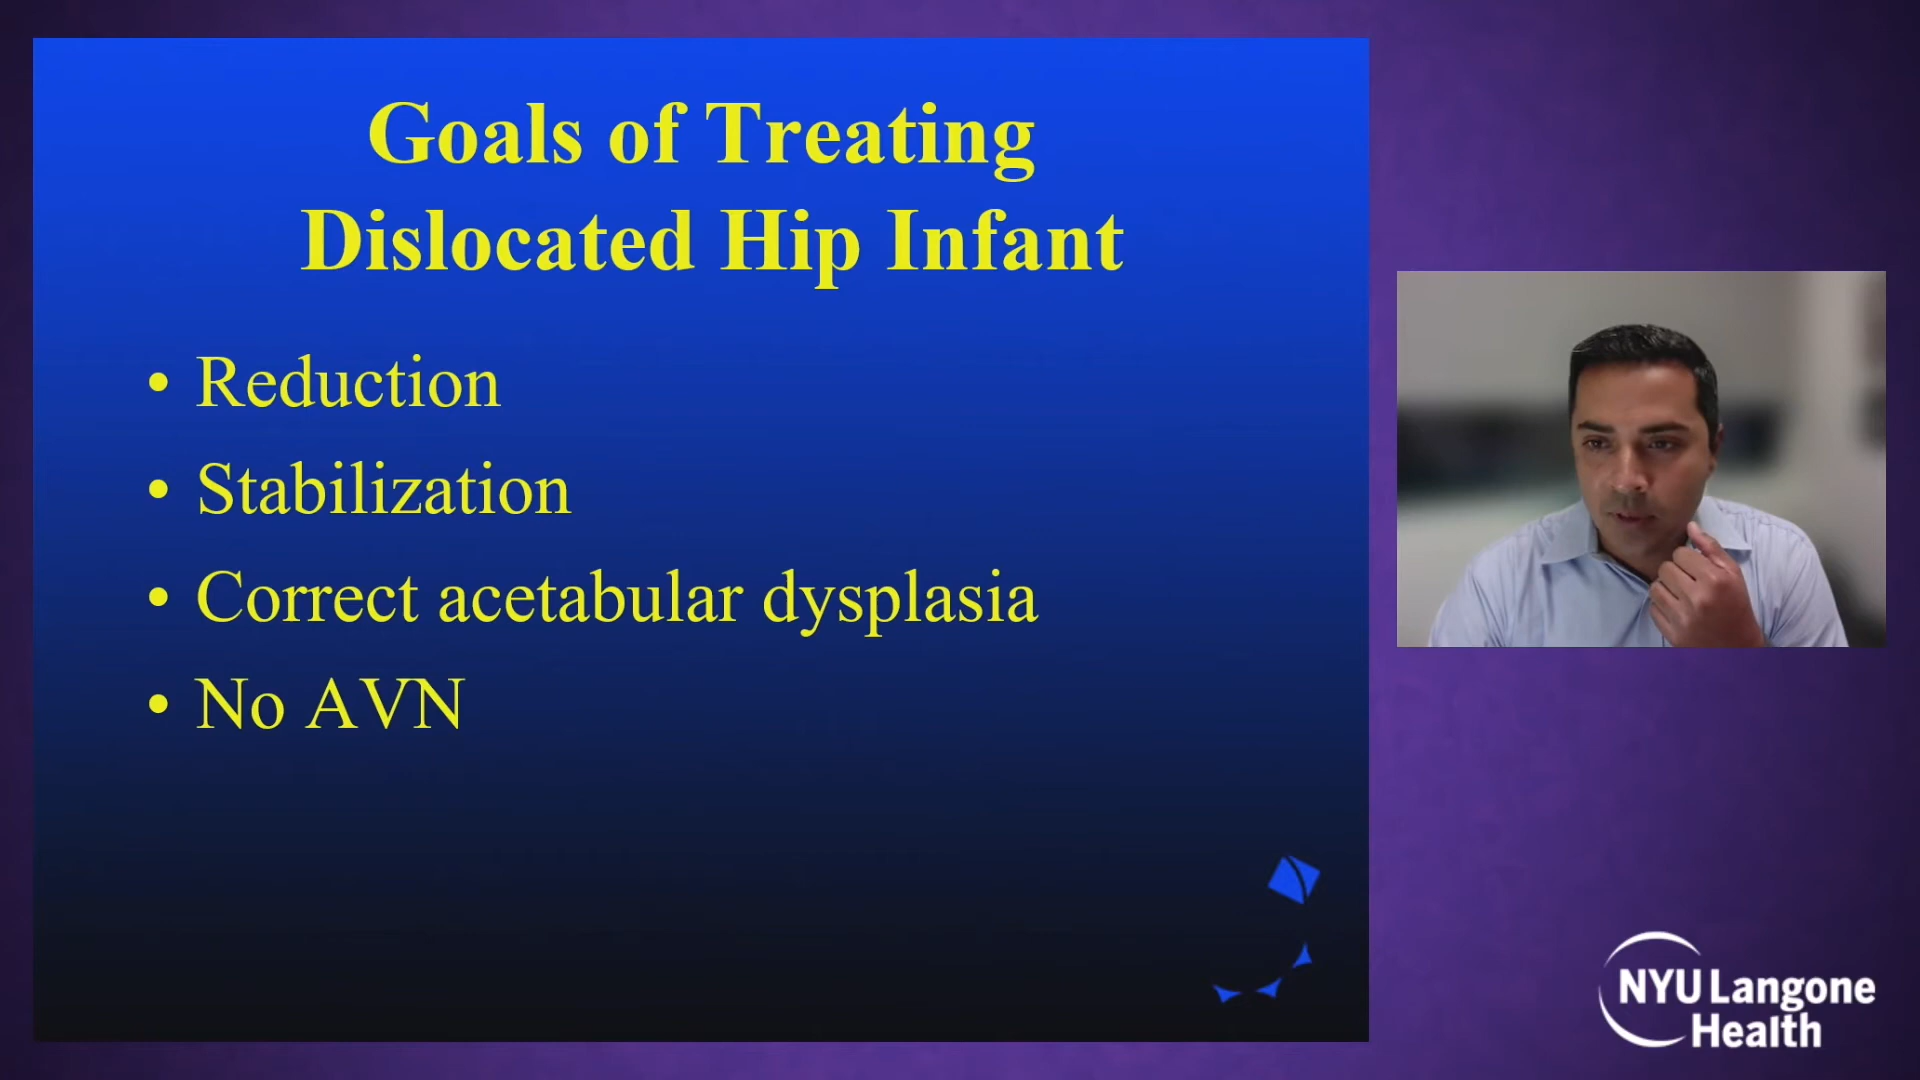 Goals of Treating
Dislocated Hip Infant
• Reduction
• Stabilization
• Correct acetabular dysplasia
• No AVN
NYU Langone
Health